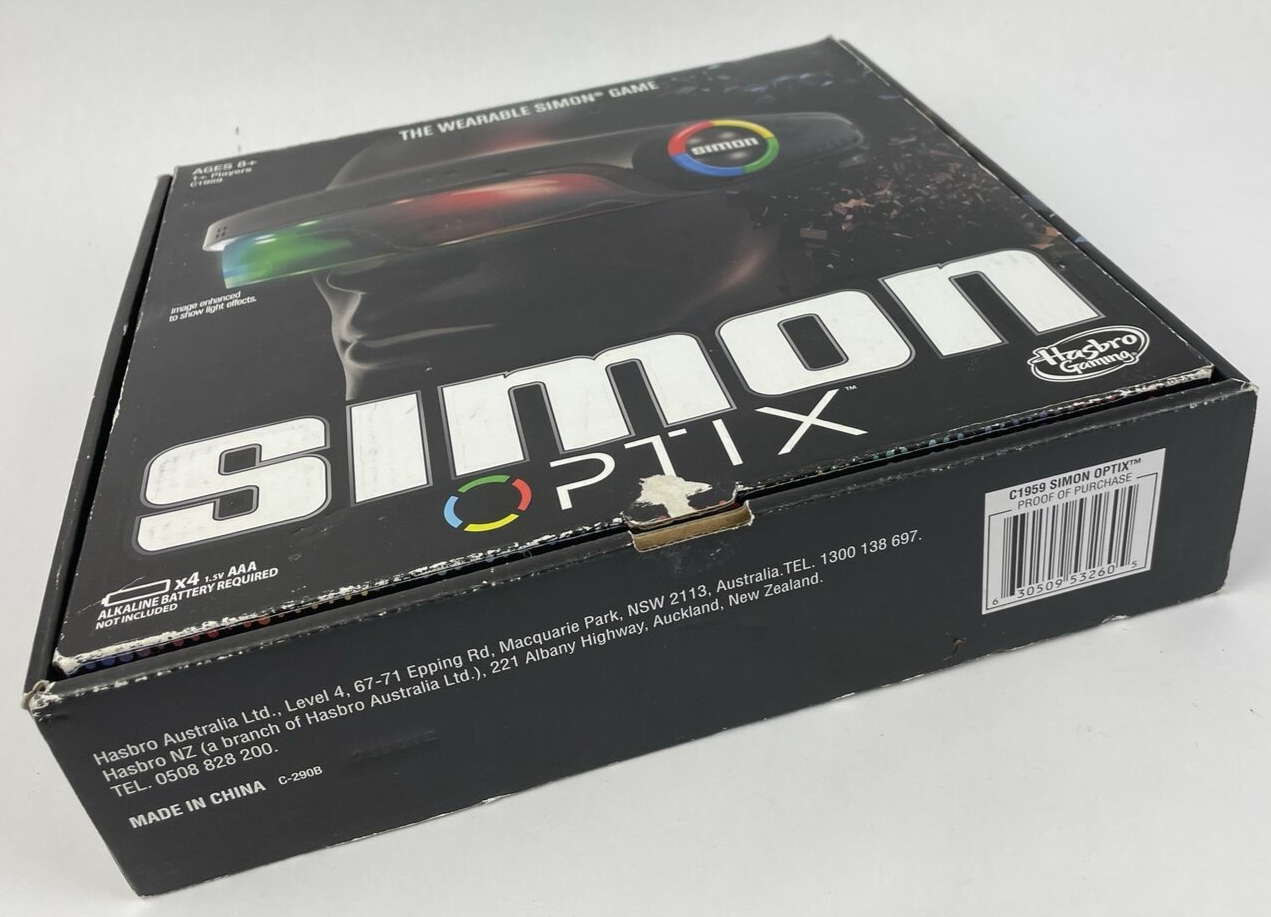 THE WEARABLE SIMON® GAME
AGES 8+
1+ Players
C1959
simon
Image enhanced
to show light effects.
simon
OPTIX™
Hasbro
Gaming
x4 1.5V AAA
ALKALINE BATTERY REQUIRED
NOT INCLUDED
C1959 SIMON OPTIX™
PROOF OF PURCHASE
6 30509 53260 5
Hasbro Australia Ltd., Level 4, 67-71 Epping Rd, Macquarie Park, NSW 2113, Australia.TEL. 1300 138 697.
Hasbro NZ (a branch of Hasbro Australia Ltd.), 221 Albany Highway, Auckland, New Zealand.
TEL. 0508 828 200.
MADE IN CHINA C-290B